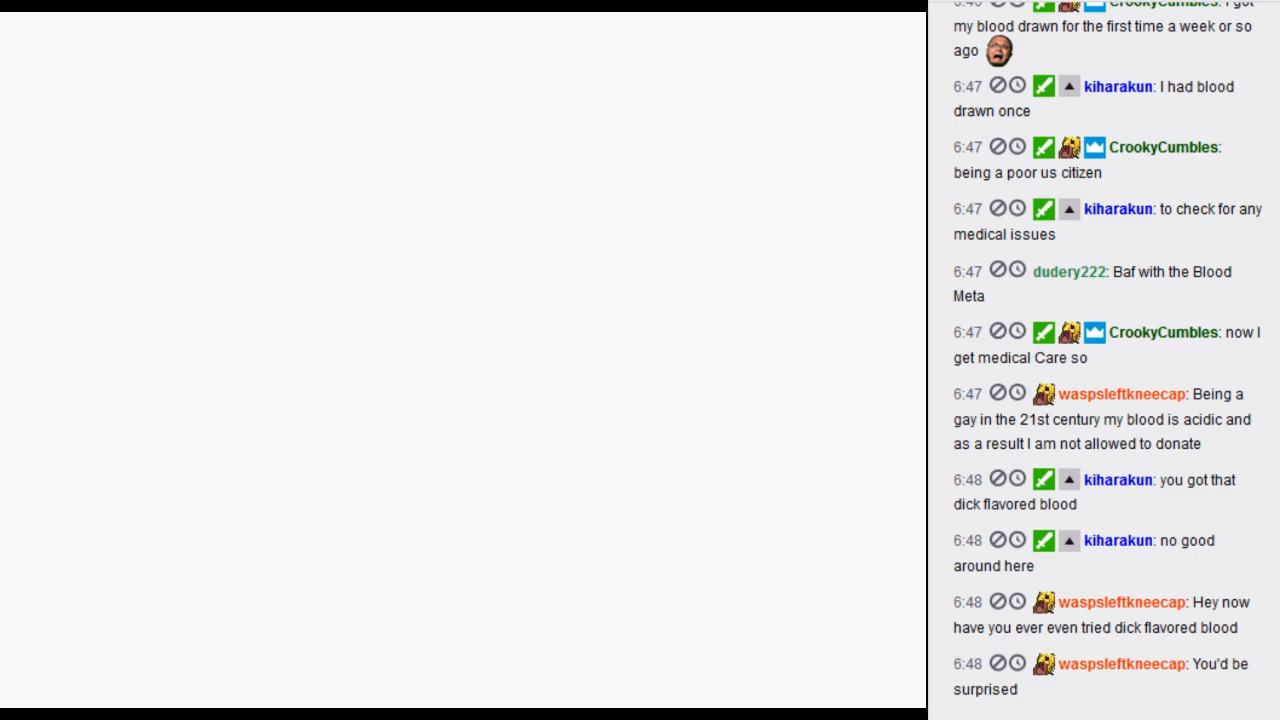 6:46 CrookyCumbles: I got
my blood drawn for the first time a week or so
ago
6:47 kiharakun: I had blood
drawn once
6:47 CrookyCumbles:
being a poor us citizen
6:47 kiharakun: to check for any
medical issues
6:47 dudery222: Baf with the Blood
Meta
6:47 CrookyCumbles: now I
get medical Care so
6:47 waspsleftkneecap: Being a
gay in the 21st century my blood is acidic and
as a result I am not allowed to donate
6:48 kiharakun: you got that
dick flavored blood
6:48 kiharakun: no good
around here
6:48 waspsleftkneecap: Hey now
have you ever even tried dick flavored blood
6:48 waspsleftkneecap: You'd be
surprised